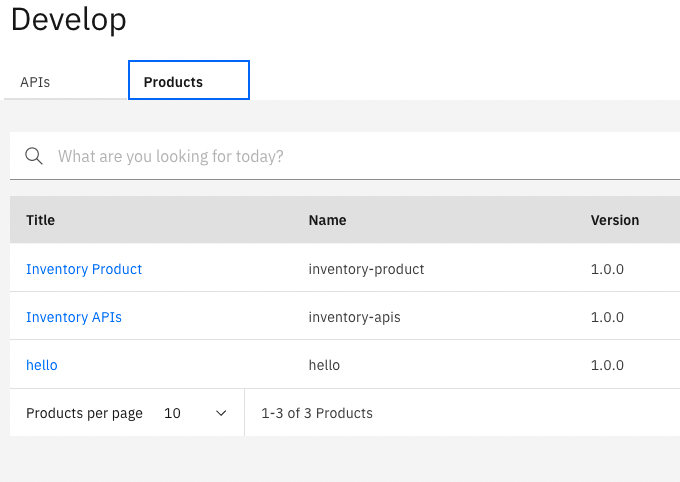 Develop
APIs Products
What are you looking for today?
Title Name Version
Inventory Product inventory-product 1.0.0
Inventory APIs inventory-apis 1.0.0
hello hello 1.0.0
Products per page 10 1-3 of 3 Products